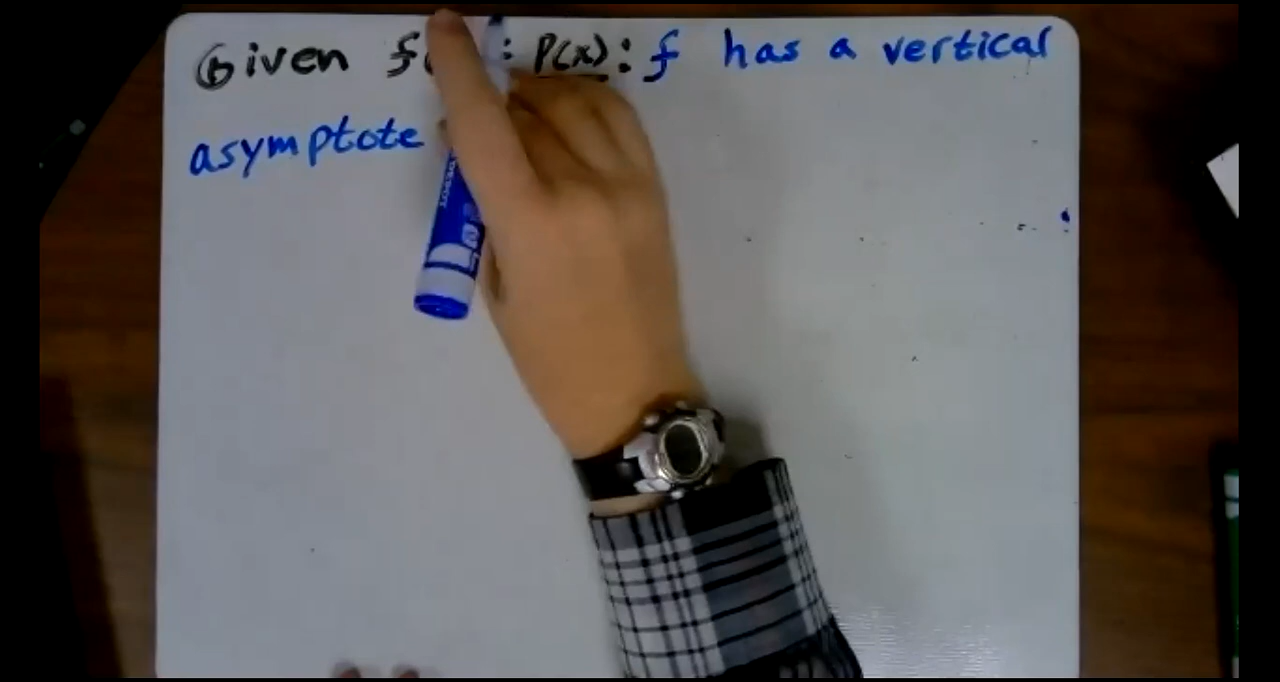 Given f( : P(x) : f has a vertical
asymptote